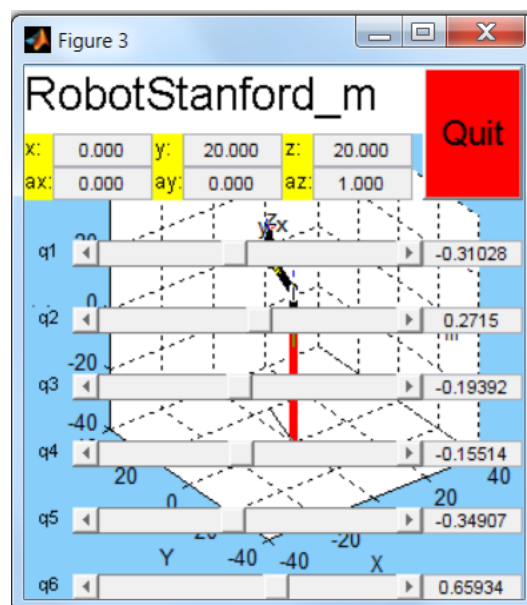 Figure 3
RobotStanford_m
Quit
x: 0.000 y: 20.000 z: 20.000
ax: 0.000 ay: 0.000 az: 1.000
q1 -0.31028
q2 0 0.2715
-20
q3 -0.19392
-40
q4 -0.15514
20 40
0 20
q5 -20 -0.34907
Y -40 -40 X
q6 0.65934